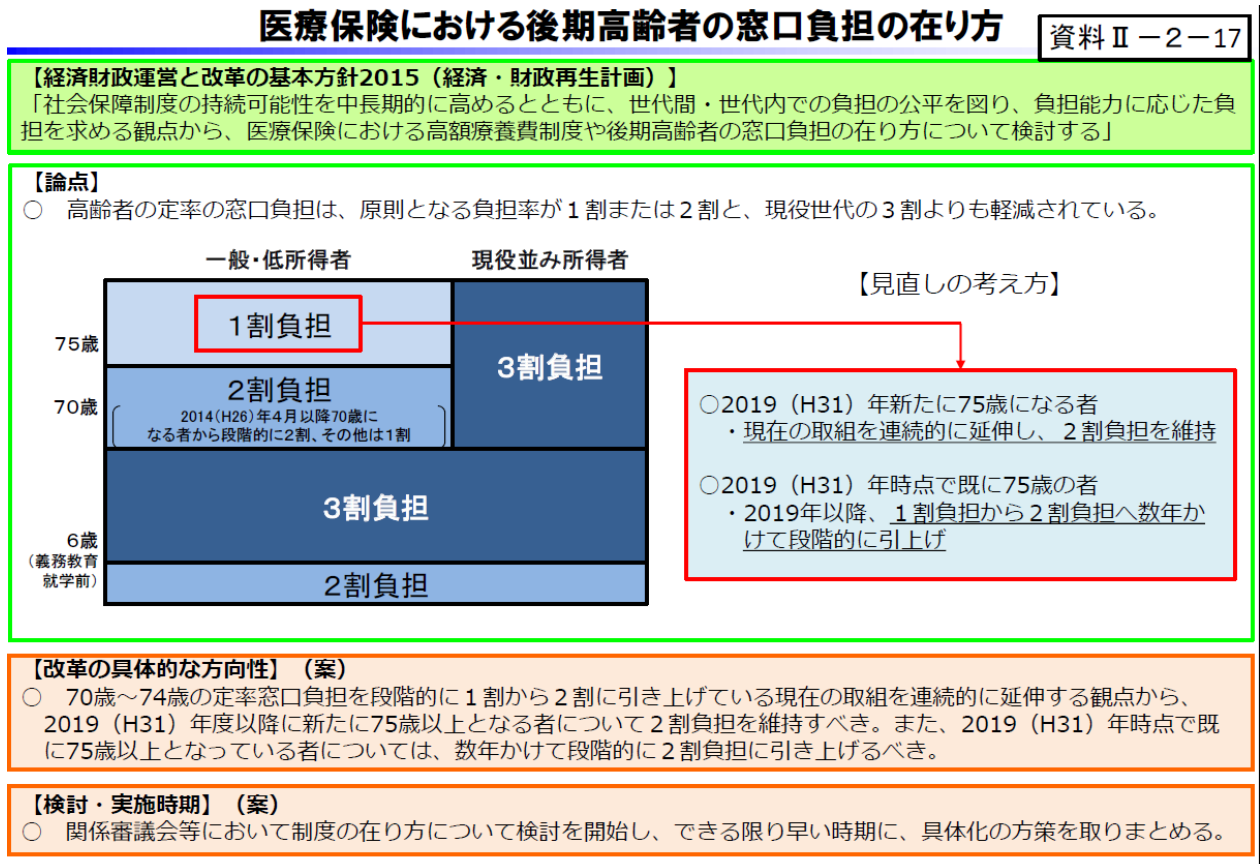 医療保険における後期高齢者の窓口負担の在り方
資料Ⅱ－2－17
【経済財政運営と改革の基本方針2015（経済・財政再生計画）】
「社会保障制度の持続可能性を中長期的に高めるとともに、世代間・世代内での負担の公平を図り、負担能力に応じた負
担を求める観点から、医療保険における高額療養費制度や後期高齢者の窓口負担の在り方について検討する」
【論点】
○　高齢者の定率の窓口負担は、原則となる負担率が１割または２割と、現役世代の３割よりも軽減されている。
一般・低所得者
現役並み所得者
1割負担
75歳
2割負担
70歳
2014(H26)年４月以降70歳に
なる者から段階的に2割、その他は1割
3割負担
3割負担
6歳
(義務教育
就学前)
2割負担
【見直しの考え方】
○2019（H31）年新たに75歳になる者
・現在の取組を連続的に延伸し、２割負担を維持
○2019（H31）年時点で既に75歳の者
・2019年以降、１割負担から２割負担へ数年か
けて段階的に引上げ
【改革の具体的な方向性】（案）
○　70歳～74歳の定率窓口負担を段階的に１割から２割に引き上げている現在の取組を連続的に延伸する観点から、
2019（H31）年度以降に新たに75歳以上となる者について２割負担を維持すべき。また、2019（H31）年時点で既
に75歳以上となっている者については、数年かけて段階的に２割負担に引き上げるべき。
【検討・実施時期】（案）
○　関係審議会等において制度の在り方について検討を開始し、できる限り早い時期に、具体化の方策を取りまとめる。